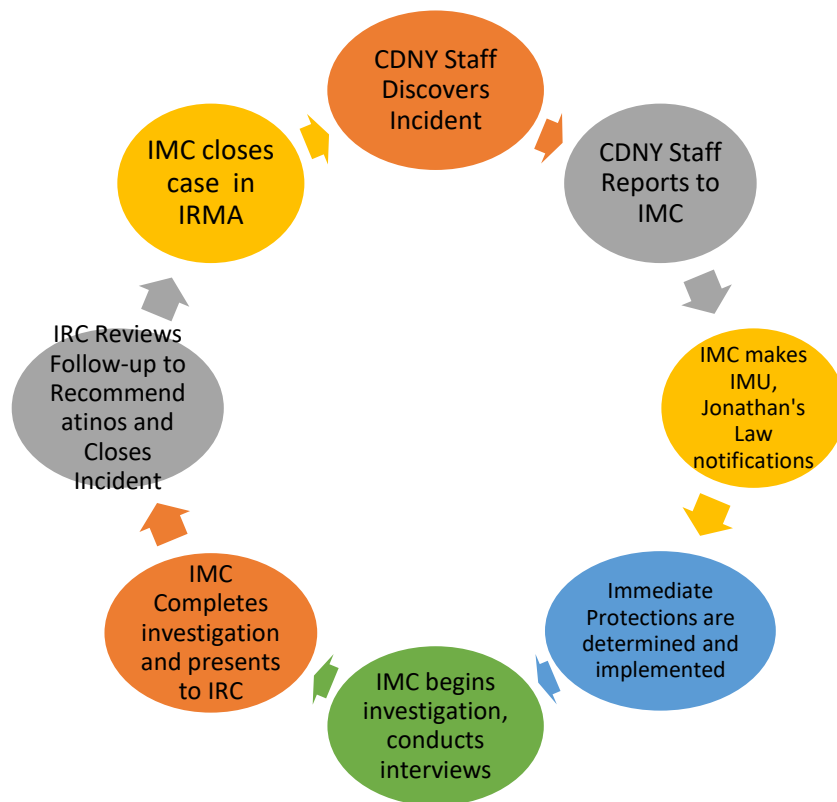 CDNY Staff
Discovers
Incident
CDNY Staff
Reports to
IMC
IMC makes
IMU,
Jonathan's
Law
notifications
Immediate
Protections are
determined and
implemented
IMC begins
investigation,
conducts
interviews
IMC
Completes
investigation
and presents
to IRC
IRC Reviews
Follow-up to
Recommend
atinos and
Closes
Incident
IMC closes
case in
IRMA